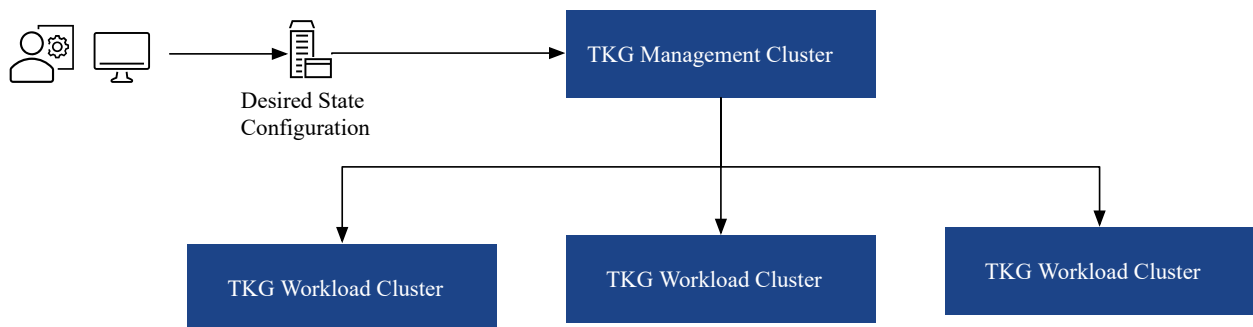 TKG Management Cluster
Desired State
Configuration
TKG Workload Cluster
TKG Workload Cluster
TKG Workload Cluster